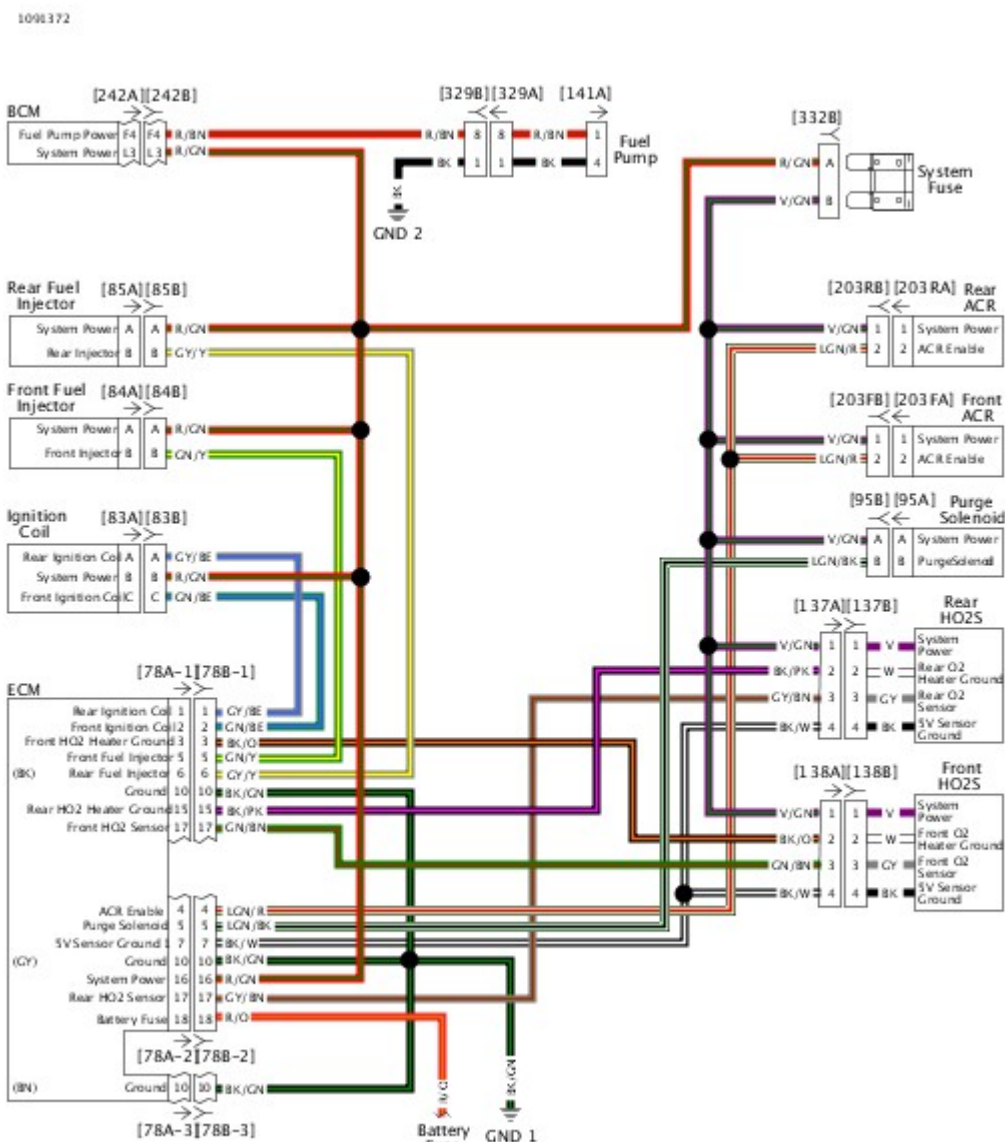 1091372
[242A][242B]
BCM
Fuel Pump Power F4 F4 R/BN
System Power L3 L3 R/GN
[329B][329A] [141A]
R/BN 8 8 R/BN 1
BK 1 1 BK 4
Fuel
Pump
BK
GND 2
[332B]
R/GN A
V/GN B
System
Fuse
Rear Fuel
Injector
[85A][85B]
System Power A A R/GN
Rear Injector B B GY/Y
Front Fuel
Injector
[84A][84B]
System Power A A R/GN
Front Injector B B GN/Y
Ignition
Coil
[83A][83B]
Rear Ignition Coil A A GY/BE
System Power B B R/GN
Front Ignition Coil C C GN/BE
[203RB] [203RA] Rear
ACR
V/GN 1 1 System Power
LGN/R 2 2 ACR Enable
[203FB] [203FA] Front
ACR
V/GN 1 1 System Power
LGN/R 2 2 ACR Enable
[95B] [95A] Purge
Solenoid
V/GN A A System Power
LGN/BK B B Purge Solenoid
[137A][137B]
Rear
HO2S
V/GN 1 1 V System
Power
BK/PK 2 2 W Rear O2
Heater Ground
GY/BN 3 3 GY Rear O2
Sensor
BK/W 4 4 BK 5V Sensor
Ground
[138A][138B]
Front
HO2S
V/GN 1 1 V System
Power
BK/O 2 2 W Front O2
Heater Ground
GN/BN 3 3 GY Front O2
Sensor
BK/W 4 4 BK 5V Sensor
Ground
ECM
[78A-1][78B-1]
(BK)
Rear Ignition Coil 1 1 GY/BE
Front Ignition Coil 2 2 GN/BE
Front HO2 Heater Ground 3 3 BK/O
Front Fuel Injector 5 5 GN/Y
Rear Fuel Injector 6 6 GY/Y
Ground 10 10 BK/GN
Rear HO2 Heater Ground 15 15 BK/PK
Front HO2 Sensor 17 17 GN/BN
(GY)
ACR Enable 4 4 LGN/R
Purge Solenoid 5 5 LGN/BK
5V Sensor Ground 1 7 7 BK/W
Ground 10 10 BK/GN
System Power 16 16 R/GN
Rear HO2 Sensor 17 17 GY/BN
Battery Fuse 18 18 R/O
[78A-2][78B-2]
(BN)
Ground 10 10 BK/GN
[78A-3][78B-3]
R/O
Battery
BK/GN
GND 1